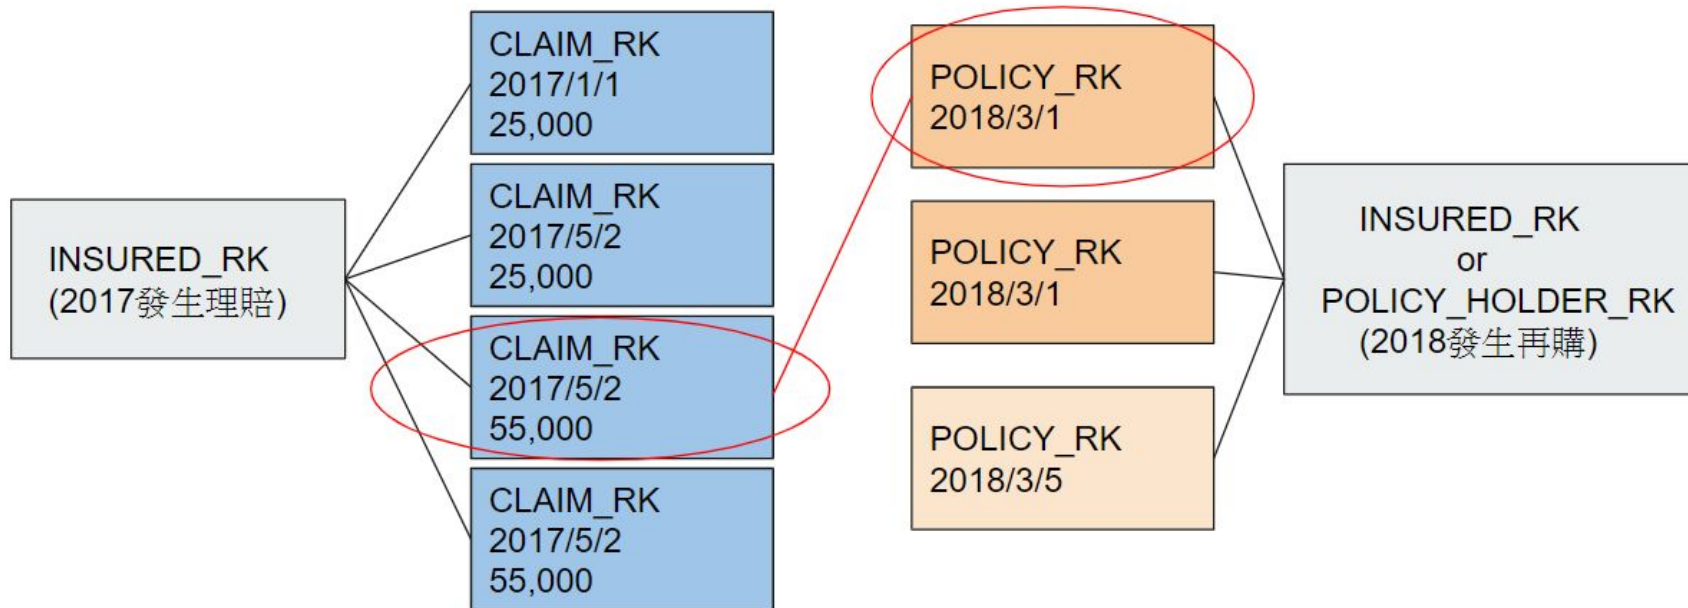 INSURED_RK
(2017發生理賠)
CLAIM_RK
2017/1/1
25,000
CLAIM_RK
2017/5/2
25,000
CLAIM_RK
2017/5/2
55,000
CLAIM_RK
2017/5/2
55,000
POLICY_RK
2018/3/1
POLICY_RK
2018/3/1
POLICY_RK
2018/3/5
INSURED_RK
or
POLICY_HOLDER_RK
(2018發生再購)